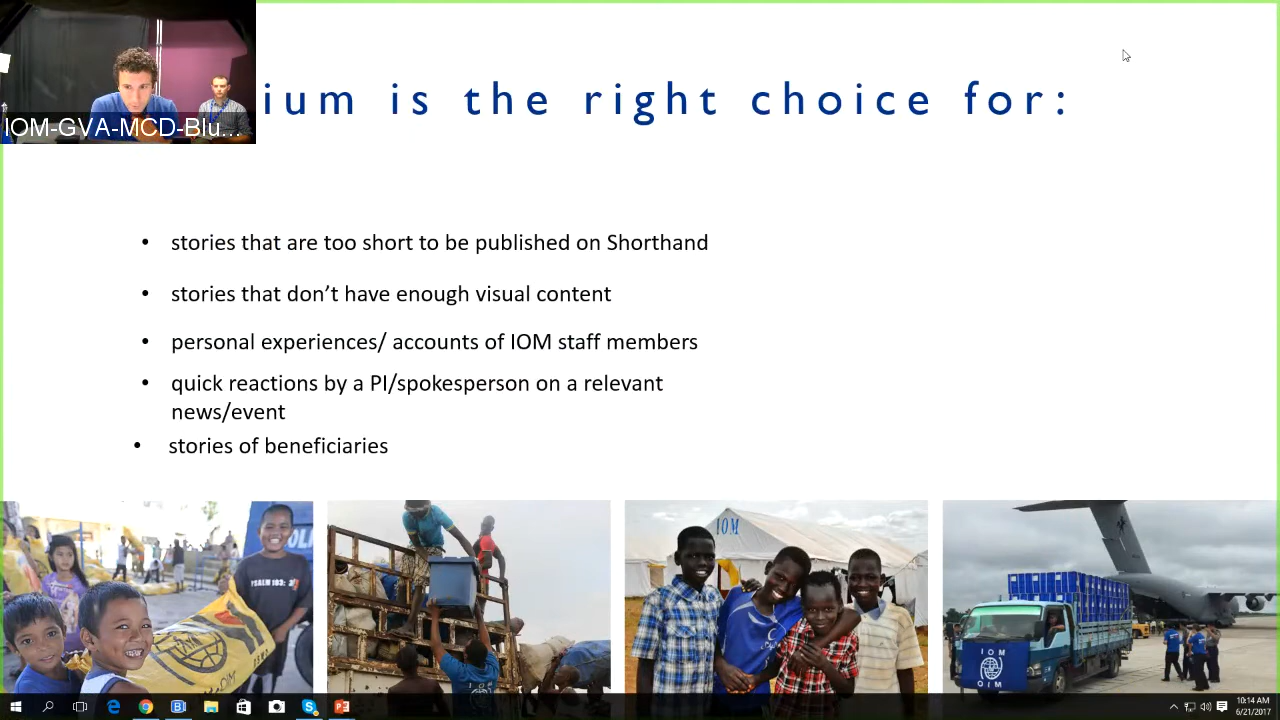 IOM-GVA-MCD-Blu...
ium is the right choice for:
• stories that are too short to be published on Shorthand
• stories that don’t have enough visual content
• personal experiences/ accounts of IOM staff members
• quick reactions by a PI/spokesperson on a relevant
news/event
• stories of beneficiaries
PSALM 103:
IOM
IOM
OIM
10:14 AM
6/21/2017